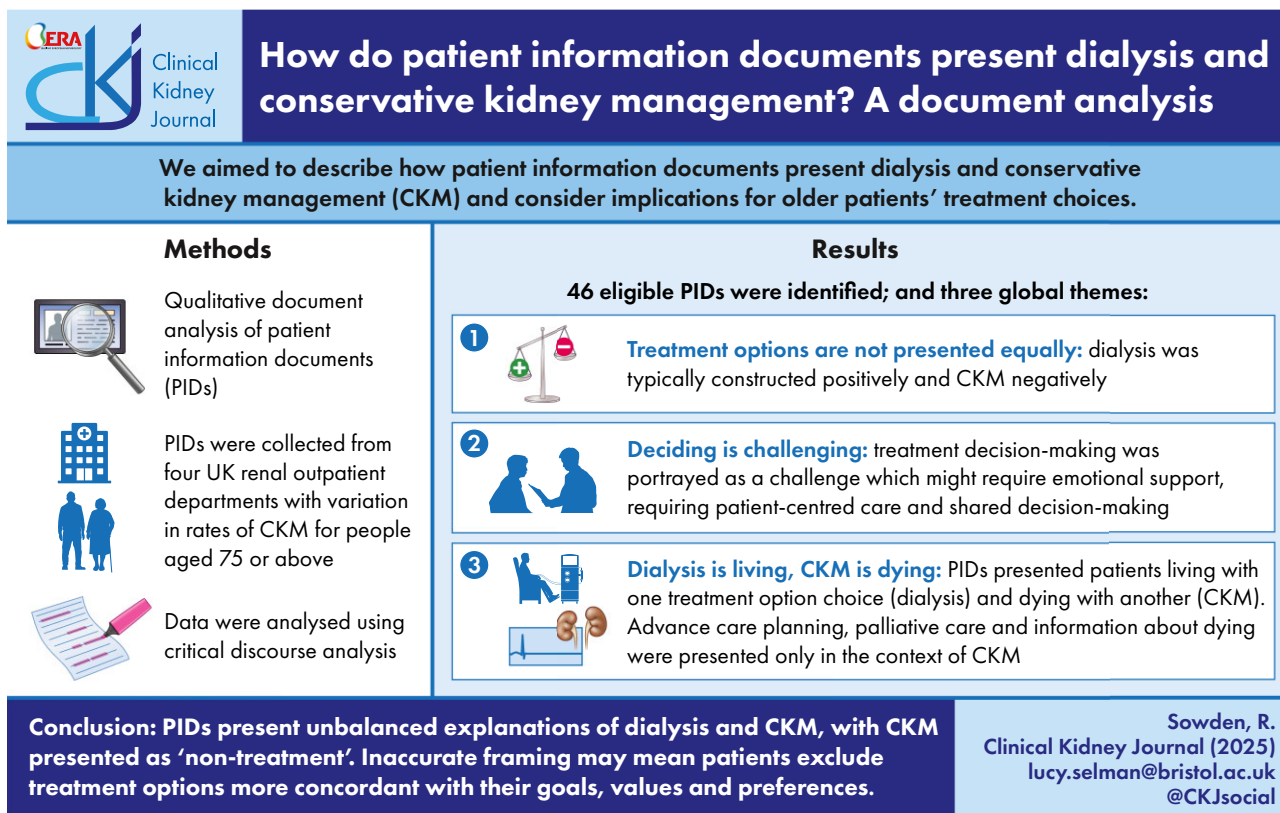 ERA
CKJ
Clinical
Kidney
Journal
How do patient information documents present dialysis and
conservative kidney management? A document analysis
We aimed to describe how patient information documents present dialysis and conservative
kidney management (CKM) and consider implications for older patients’ treatment choices.
Methods
Qualitative document
analysis of patient
information documents
(PIDs)
PIDs were collected from
four UK renal outpatient
departments with variation
in rates of CKM for people
aged 75 or above
Data were analysed using
critical discourse analysis
Results
46 eligible PIDs were identified; and three global themes:
1
Treatment options are not presented equally: dialysis was
typically constructed positively and CKM negatively
2
Deciding is challenging: treatment decision-making was
portrayed as a challenge which might require emotional support,
requiring patient-centred care and shared decision-making
3
Dialysis is living, CKM is dying: PIDs presented patients living with
one treatment option choice (dialysis) and dying with another (CKM).
Advance care planning, palliative care and information about dying
were presented only in the context of CKM
Conclusion: PIDs present unbalanced explanations of dialysis and CKM, with CKM
presented as ‘non-treatment’. Inaccurate framing may mean patients exclude
treatment options more concordant with their goals, values and preferences.
Sowden, R.
Clinical Kidney Journal (2025)
lucy.selman@bristol.ac.uk
@CKJsocial